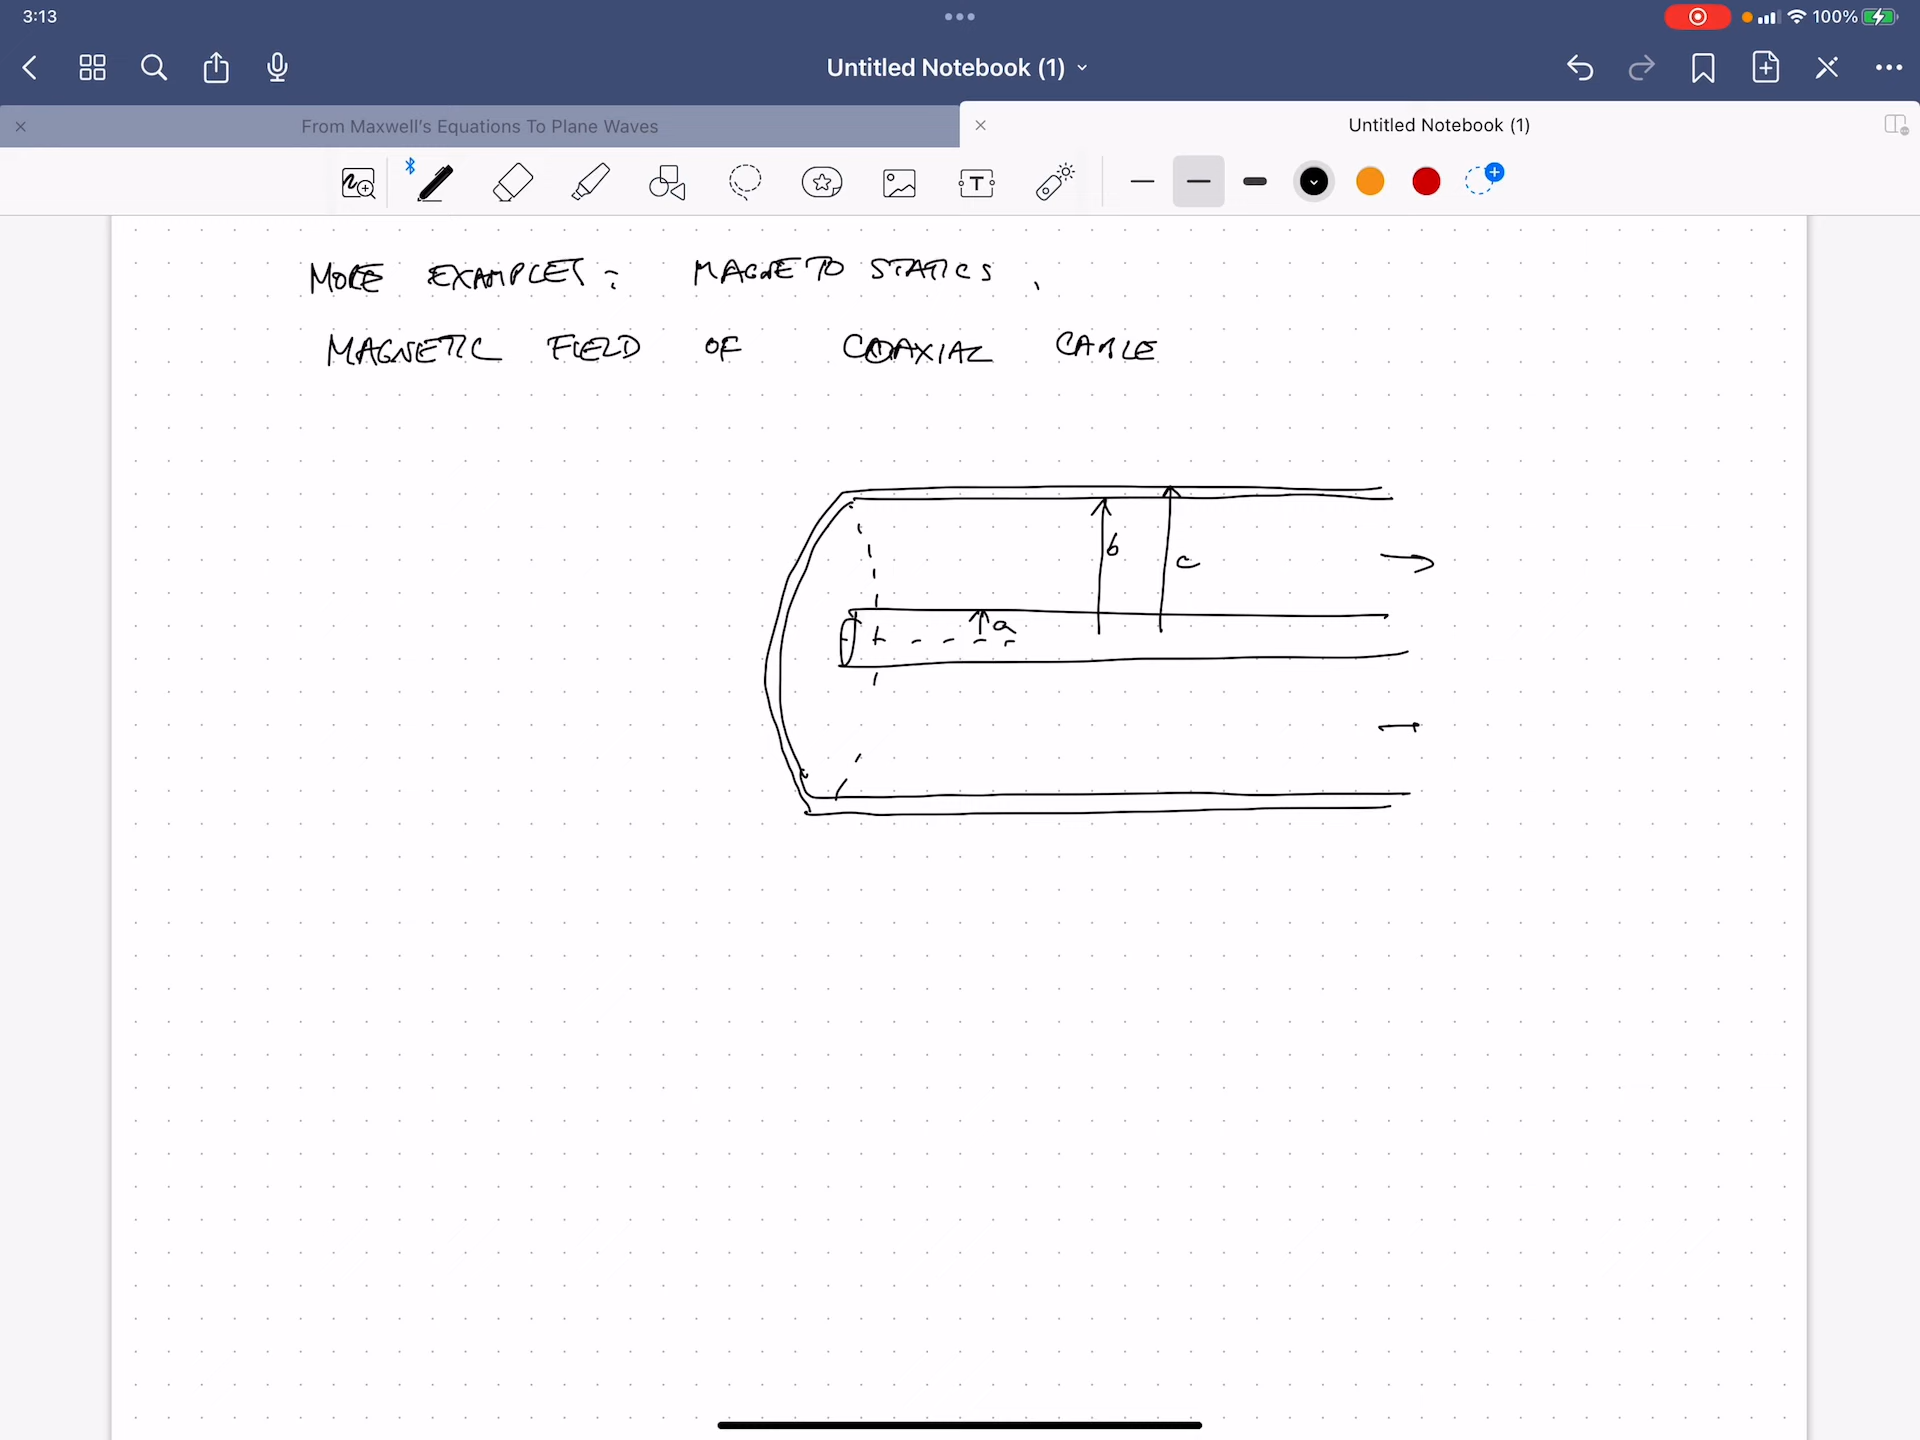 3:13
100%
Untitled Notebook (1)
From Maxwell's Equations To Plane Waves
Untitled Notebook (1)
T
MORE EXAMPLES: MAGNETO STATICS.
MAGNETIC FIELD OF COAXIAL CABLE
b
c
a